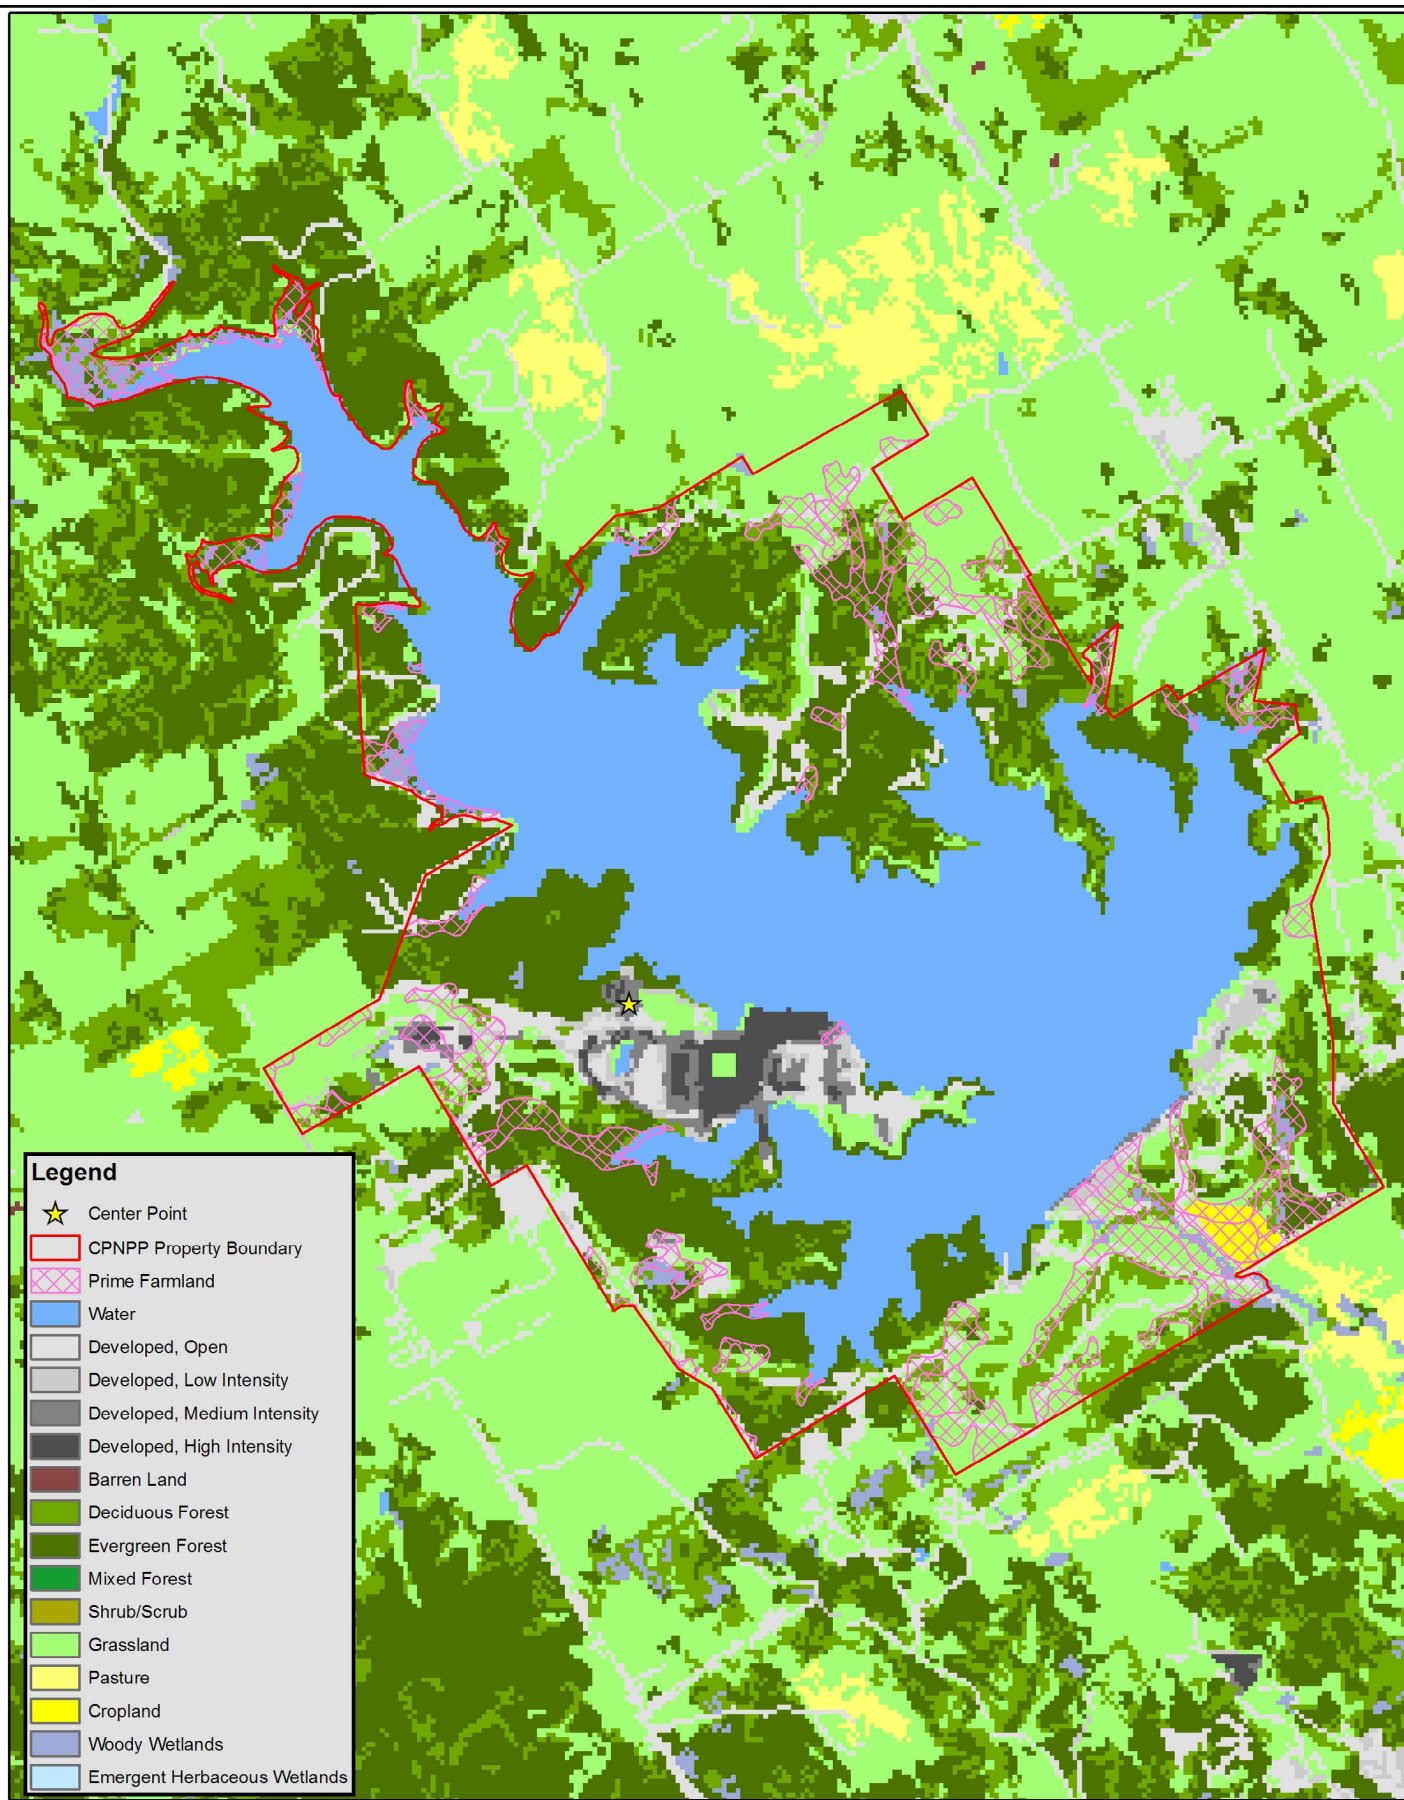 Legend
Center Point
CPNPP Property Boundary
Prime Farmland
Water
Developed, Open
Developed, Low Intensity
Developed, Medium Intensity
Developed, High Intensity
Barren Land
Deciduous Forest
Evergreen Forest
Mixed Forest
Shrub/Scrub
Grassland
Pasture
Cropland
Woody Wetlands
Emergent Herbaceous Wetlands